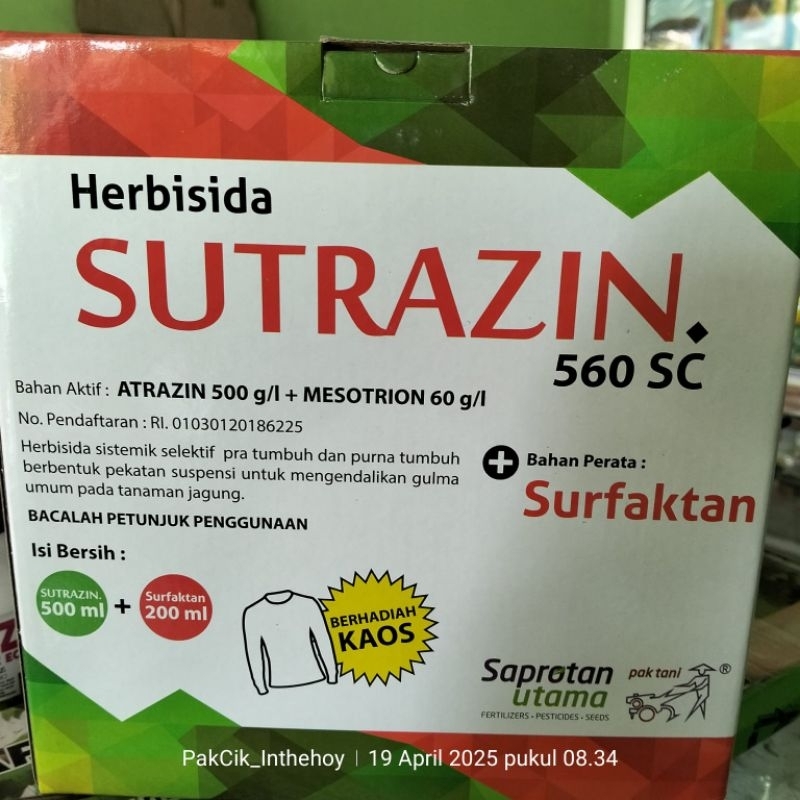 Herbisida
SUTRAZIN.
560 SC
Bahan Aktif : ATRAZIN 500 g/l + MESOTRION 60 g/l
No. Pendaftaran : RI. 01030120186225
Herbisida sistemik selektif pra tumbuh dan purna tumbuh
berbentuk pekatan suspensi untuk mengendalikan gulma
umum pada tanaman jagung.
BACALAH PETUNJUK PENGGUNAAN
+ Bahan Perata :
Surfaktan
Isi Bersih :
SUTRAZIN.
500 ml
+
Surfaktan
200 ml
BERHADIAH
KAOS
Saprotan
utama
FERTILIZERS • PESTICIDES • SEEDS
pak tani ®
PakCik_Inthehoy | 19 April 2025 pukul 08.34